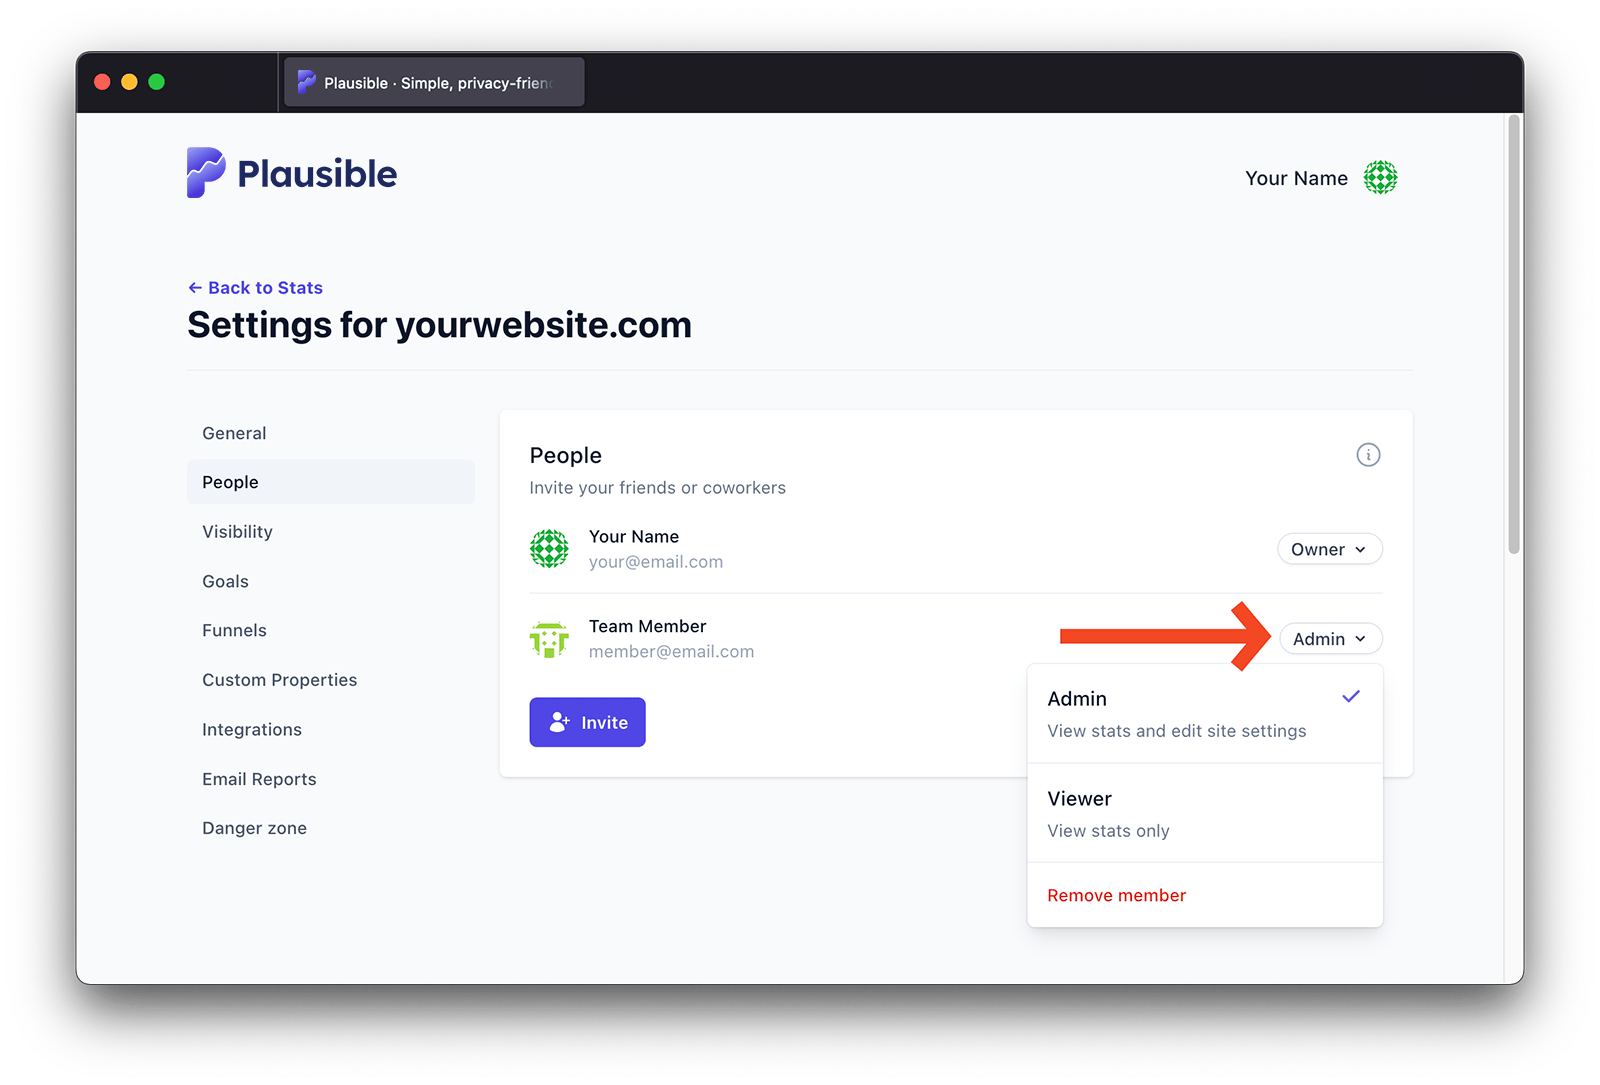 Plausible · Simple, privacy-frien
Plausible
Your Name
← Back to Stats
Settings for yourwebsite.com
General
People
Visibility
Goals
Funnels
Custom Properties
Integrations
Email Reports
Danger zone
People
Invite your friends or coworkers
Your Name
your@email.com
Owner
Team Member
member@email.com
Admin
Invite
Admin
View stats and edit site settings
Viewer
View stats only
Remove member